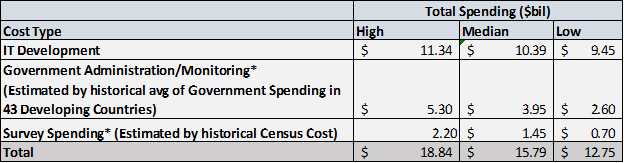 Total Spending ($bil)
Cost Type High Median Low
IT Development $ 11.34 $ 10.39 $ 9.45
Government Administration/Monitoring*
(Estimated by historical avg of Government Spending in
43 Developing Countries) $ 5.30 $ 3.95 $ 2.60
Survey Spending* (Estimated by historical Census Cost) 2.20 $ 1.45 $ 0.70
Total $ 18.84 $ 15.79 $ 12.75